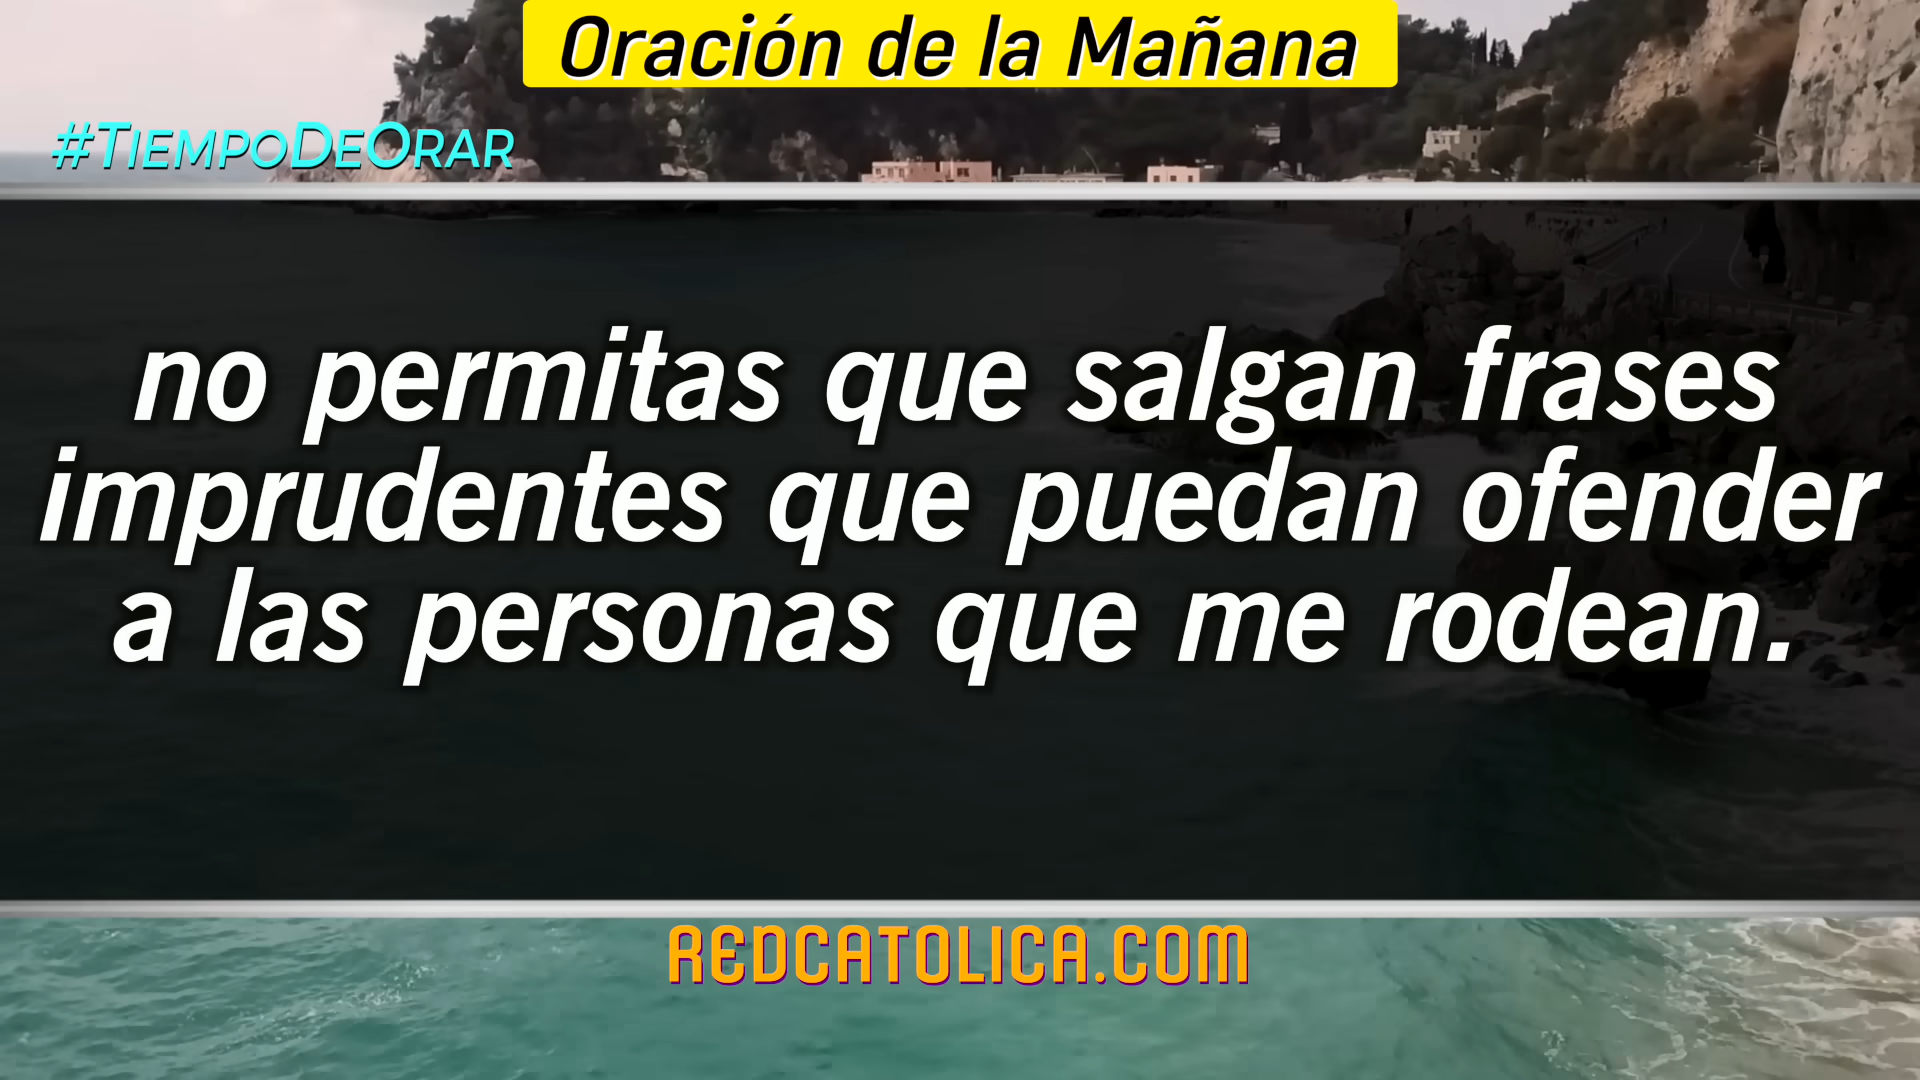 Oración de la Mañana
#TIEMPODEORAR
no permitas que salgan frases
imprudentes que puedan ofender
a las personas que me rodean.
REDCATOLICA.COM